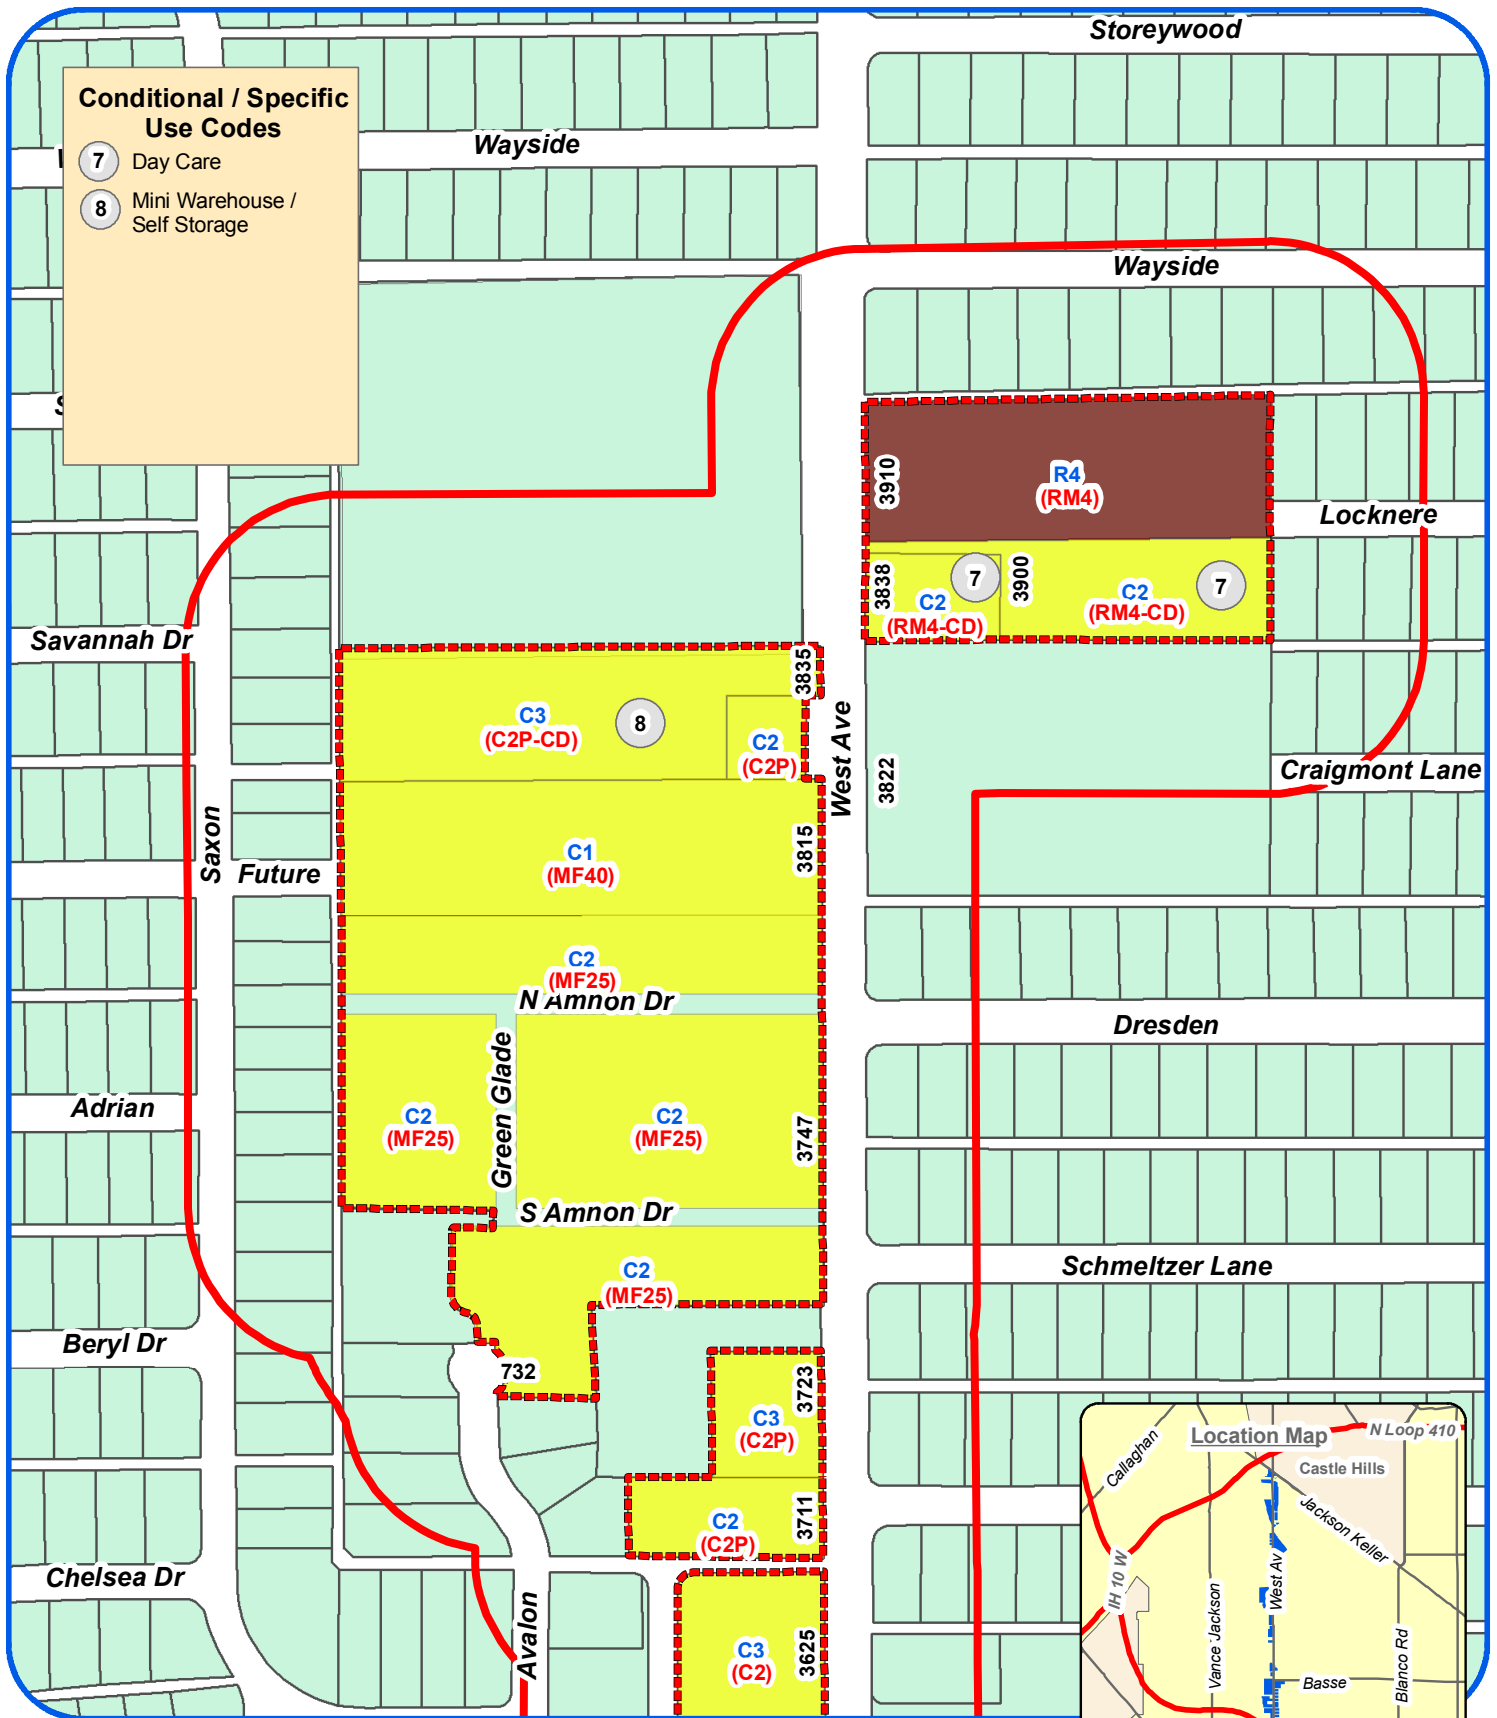 Storeywood
Conditional / Specific
Use Codes
7 Day Care
8 Mini Warehouse /
Self Storage
Wayside
Wayside
3910
R4
(RM4)
Locknere
3838
7
C2
(RM4-CD)
3900
C2
(RM4-CD)
7
Savannah Dr
3835
C3
(C2P-CD)
8
C2
(C2P)
West Ave
3822
Craigmont Lane
Saxon
Future
C1
(MF40)
3815
C2
(MF25)
N Amnon Dr
Dresden
Green Glade
Adrian
C2
(MF25)
C2
(MF25)
3747
S Amnon Dr
C2
(MF25)
Schmeltzer Lane
Beryl Dr
732
3723
C3
(C2P)
C2
(C2P)
3711
Chelsea Dr
Avalon
C3
(C2)
3625
Location Map
N Loop 410
Callaghan
Castle Hills
Jackson Keller
IH 10 W
West Av
Vance Jackson
Basse
Blanco Rd